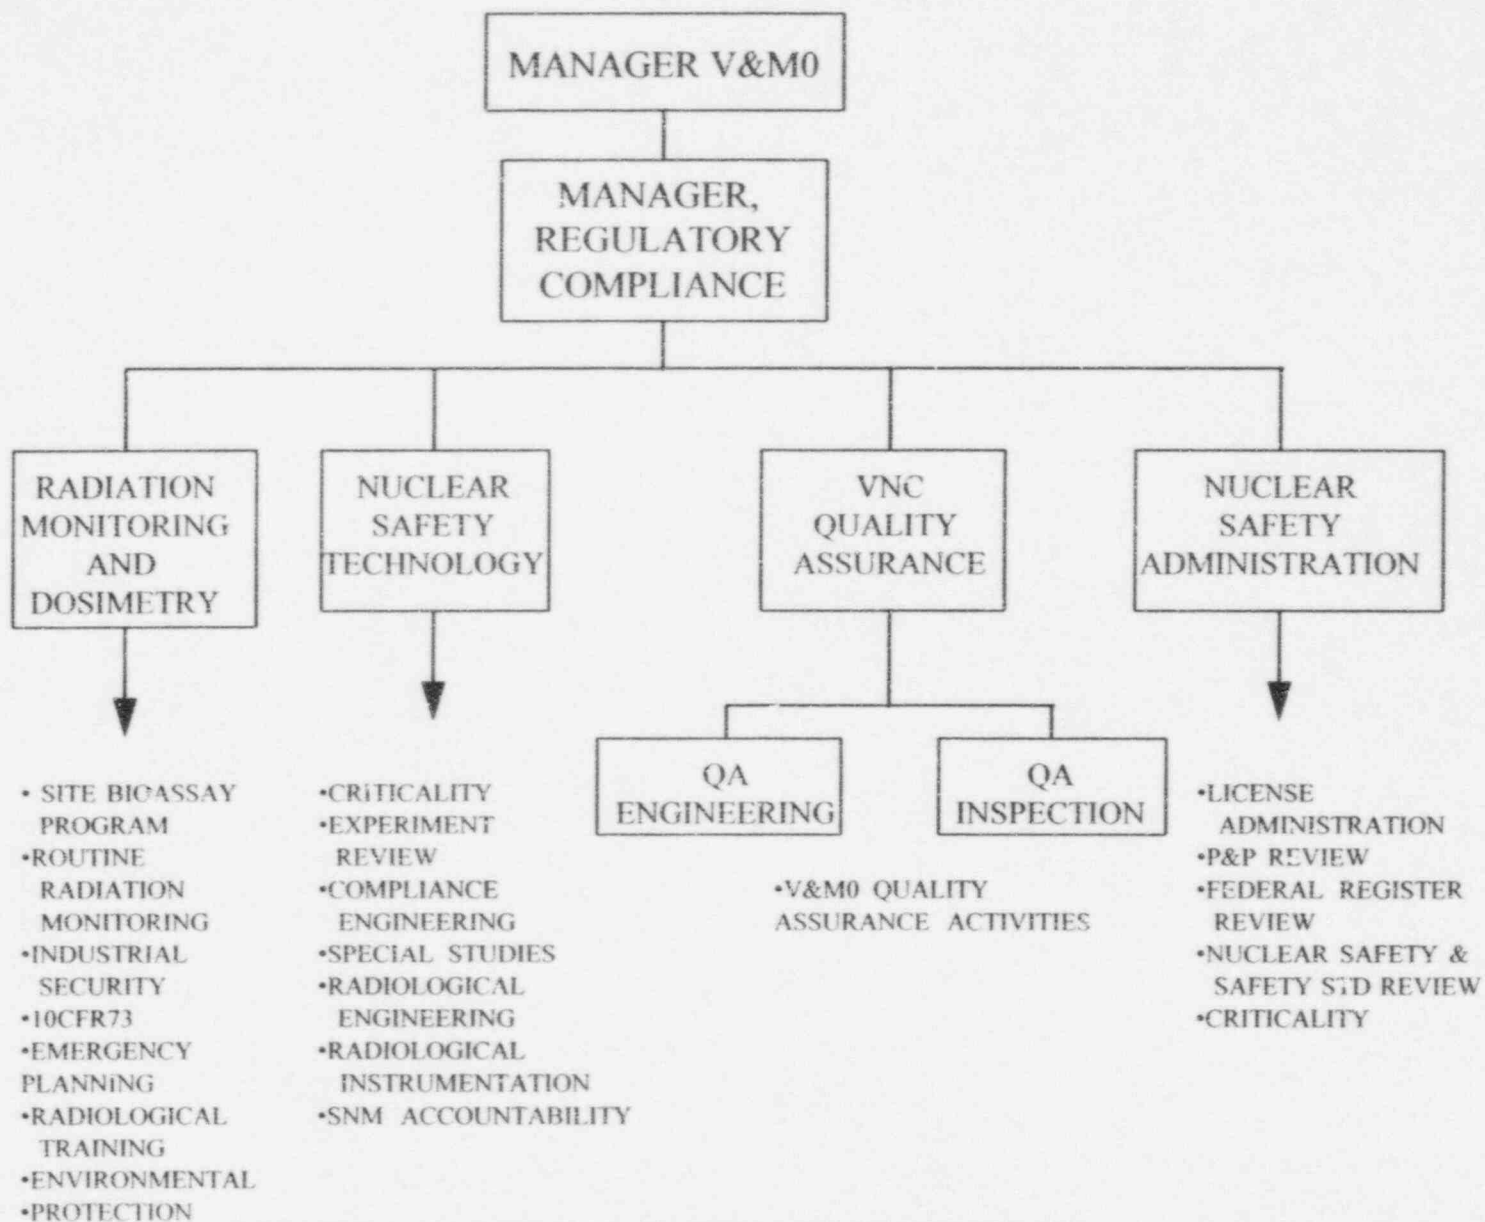 MANAGER V&M0
MANAGER,
REGULATORY
COMPLIANCE
RADIATION
MONITORING
AND
DOSIMETRY
NUCLEAR
SAFETY
TECHNOLOGY
VNC
QUALITY
ASSURANCE
NUCLEAR
SAFETY
ADMINISTRATION
• SITE BIOASSAY
PROGRAM
•ROUTINE
RADIATION
MONITORING
•INDUSTRIAL
SECURITY
•10CFR73
•EMERGENCY
PLANNING
•RADIOLOGICAL
TRAINING
•ENVIRONMENTAL
•PROTECTION
•CRITICALITY
•EXPERIMENT
REVIEW
•COMPLIANCE
ENGINEERING
•SPECIAL STUDIES
•RADIOLOGICAL
ENGINEERING
•RADIOLOGICAL
INSTRUMENTATION
•SNM ACCOUNTABILITY
QA
ENGINEERING
QA
INSPECTION
•V&M0 QUALITY
ASSURANCE ACTIVITIES
•LICENSE
ADMINISTRATION
•P&P REVIEW
•FEDERAL REGISTER
REVIEW
•NUCLEAR SAFETY &
SAFETY STD REVIEW
•CRITICALITY